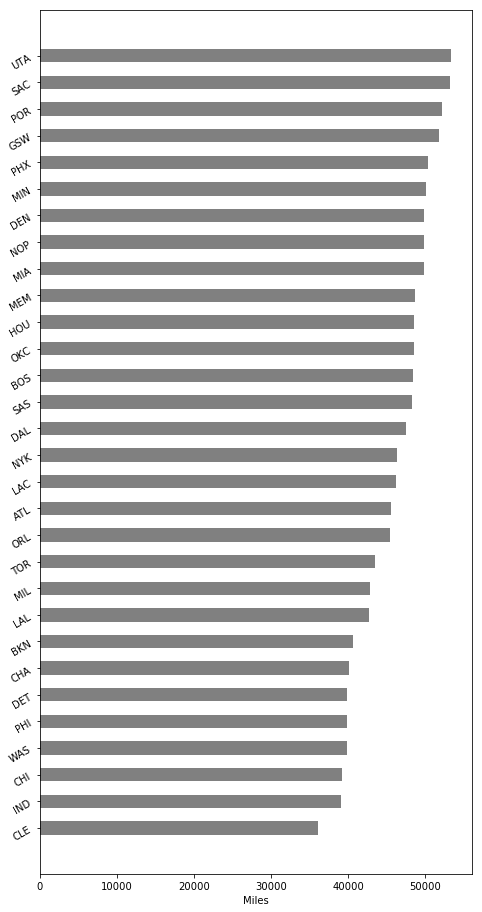 UTA
SAC
POR
GSW
PHX
MIN
DEN
NOP
MIA
MEM
HOU
OKC
BOS
SAS
DAL
NYK
LAC
ATL
ORL
TOR
MIL
LAL
BKN
CHA
DET
PHI
WAS
CHI
IND
CLE
0 10000 20000 30000 40000 50000
Miles